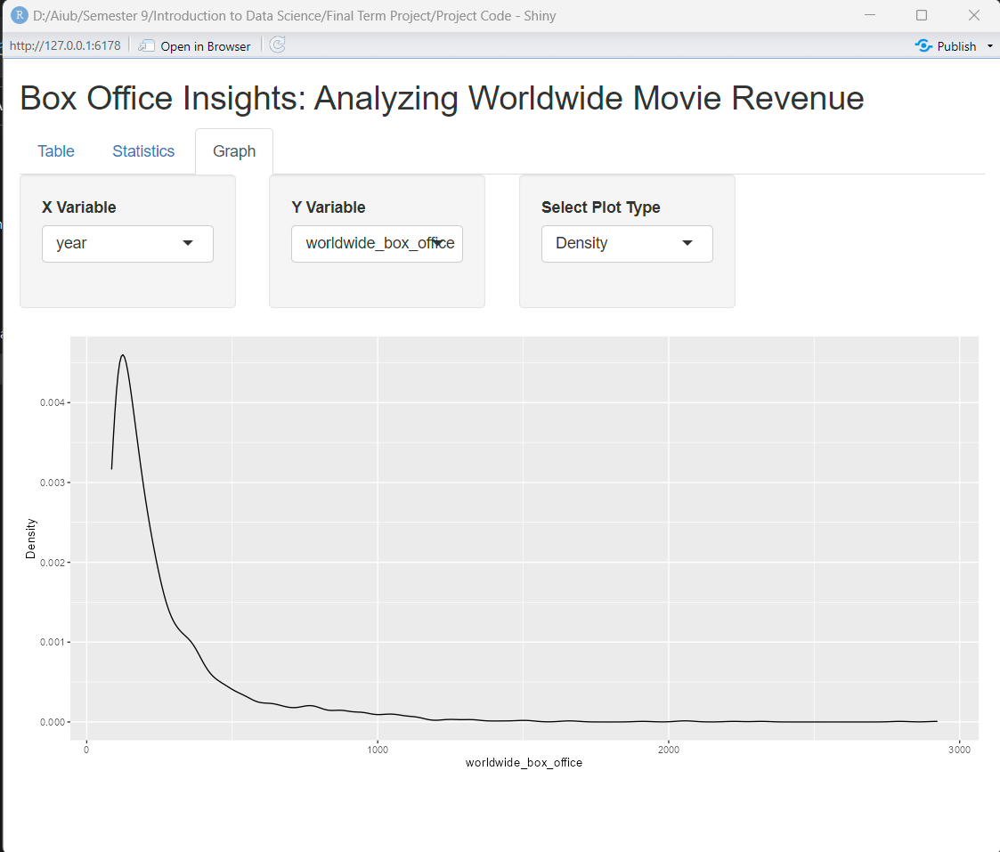 R D:/Aiub/Semester 9/Introduction to Data Science/Final Term Project/Project Code - Shiny
http://127.0.0.1:6178 Open in Browser Publish
Box Office Insights: Analyzing Worldwide Movie Revenue
Table Statistics Graph
X Variable Y Variable Select Plot Type
year worldwide_box_office Density
0.004
0.003
0.002
0.001
0.000
Density
0 1000 2000 3000
worldwide_box_office